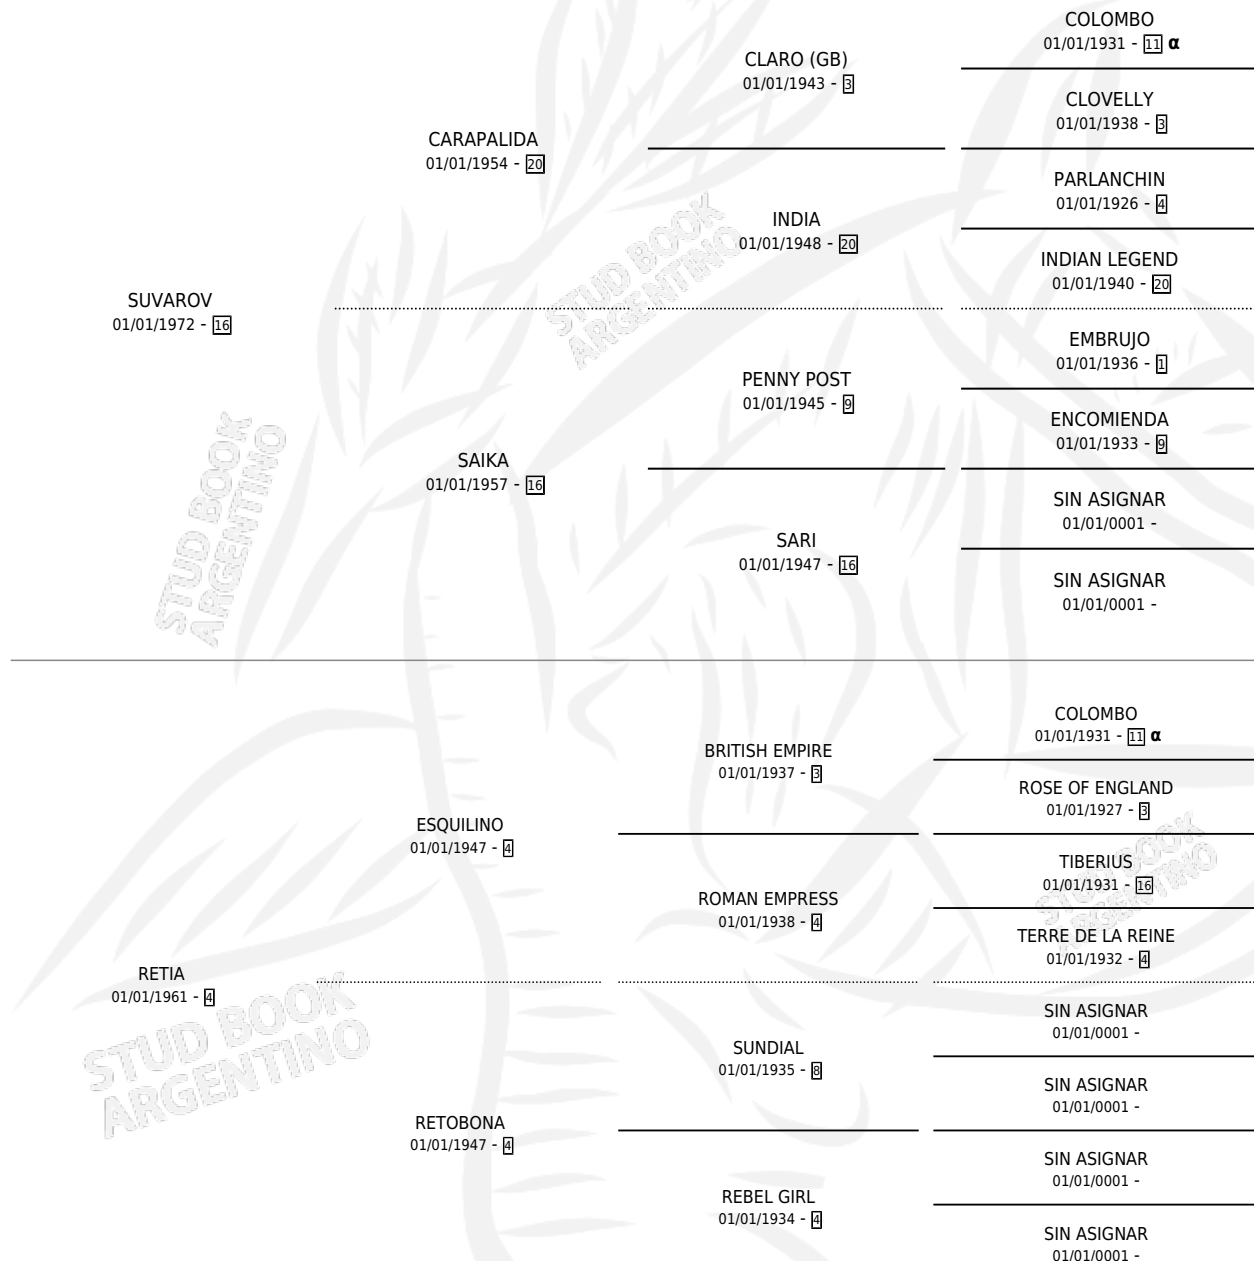 COLOMBO
01/01/1931 - 11 α
CLARO (GB)
01/01/1943 - 3
CLOVELLY
01/01/1938 - 3
CARAPALIDA
01/01/1954 - 20
PARLANCHIN
01/01/1926 - 4
INDIA
01/01/1948 - 20
INDIAN LEGEND
01/01/1940 - 20
SUVAROV
01/01/1972 - 16
EMBRUJO
01/01/1936 - 1
PENNY POST
01/01/1945 - 9
ENCOMIENDA
01/01/1933 - 9
SAIKA
01/01/1957 - 16
SIN ASIGNAR
01/01/0001 -
SARI
01/01/1947 - 16
SIN ASIGNAR
01/01/0001 -
COLOMBO
01/01/1931 - 11 α
BRITISH EMPIRE
01/01/1937 - 3
ROSE OF ENGLAND
01/01/1927 - 3
ESQUILINO
01/01/1947 - 4
TIBERIUS
01/01/1931 - 16
ROMAN EMPRESS
01/01/1938 - 4
TERRE DE LA REINE
01/01/1932 - 4
RETIA
01/01/1961 - 4
SIN ASIGNAR
01/01/0001 -
SUNDIAL
01/01/1935 - 8
SIN ASIGNAR
01/01/0001 -
RETOBONA
01/01/1947 - 4
SIN ASIGNAR
01/01/0001 -
REBEL GIRL
01/01/1934 - 4
SIN ASIGNAR
01/01/0001 -
STUD BOOK
ARGENTINO
STUD BOOK
ARGENTINO
STUD BOOK
ARGENTINO
STUD BOOK
ARGENTINO